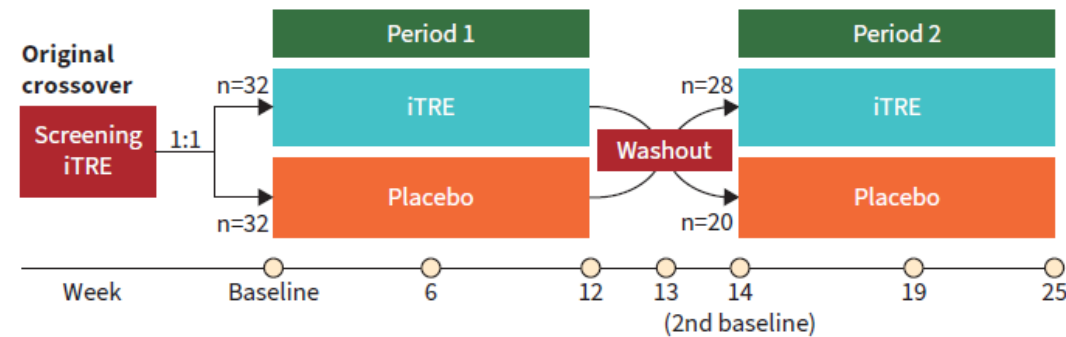 Period 1
Period 2
Original
crossover
n=32
iTRE
n=28
iTRE
Screening
iTRE
1:1
Washout
n=32
Placebo
n=20
Placebo
Week
Baseline
6
12
13
14
19
25
(2nd baseline)